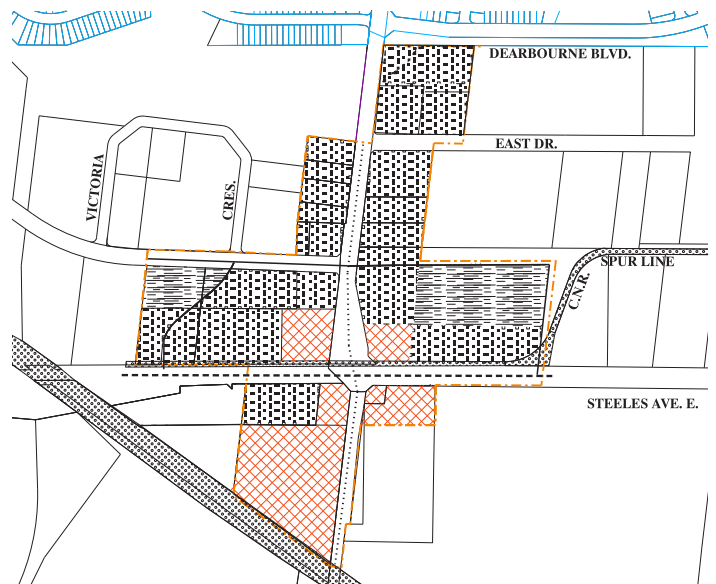 DEARBOURNE BLVD.
EAST DR.
VICTORIA
CRES.
SPUR LINE
C.N.R.
STEELES AVE. E.